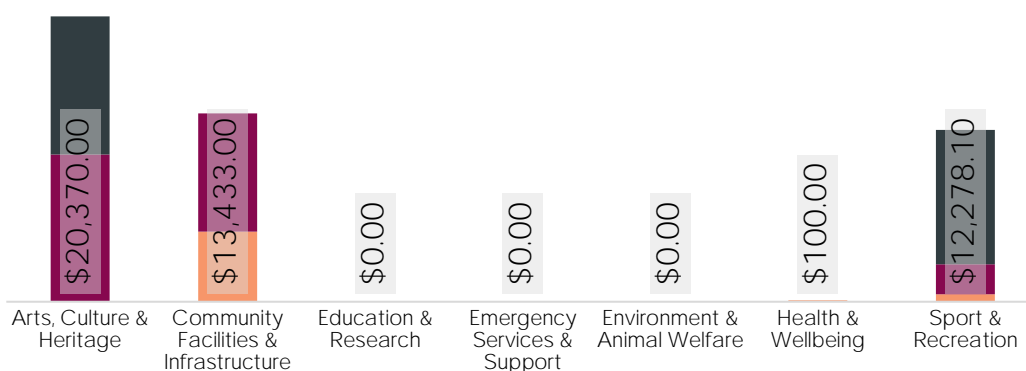 $20,370.00
$13,433.00
$0.00
$0.00
$0.00
$100.00
$12,278.10
Arts, Culture &
Heritage
Community
Facilities &
Infrastructure
Education &
Research
Emergency
Services &
Support
Environment &
Animal Welfare
Health &
Wellbeing
Sport &
Recreation